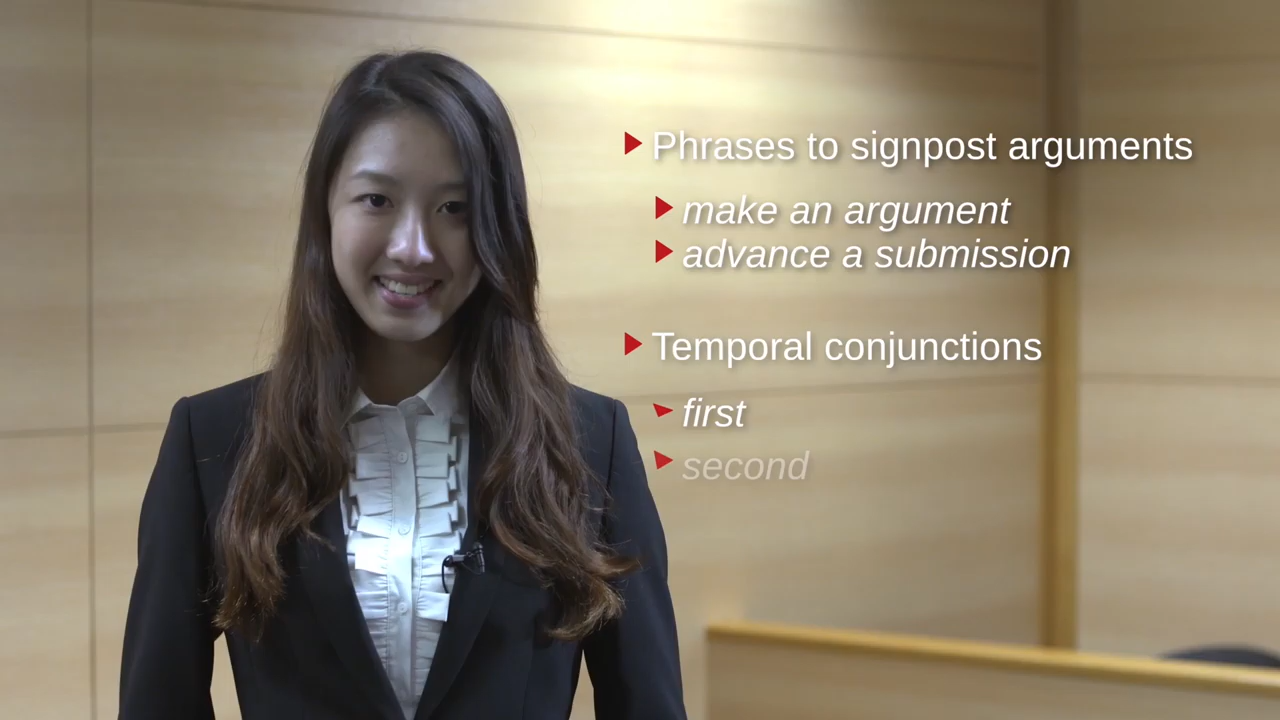 Phrases to signpost arguments
make an argument
advance a submission
Temporal conjunctions
first
second